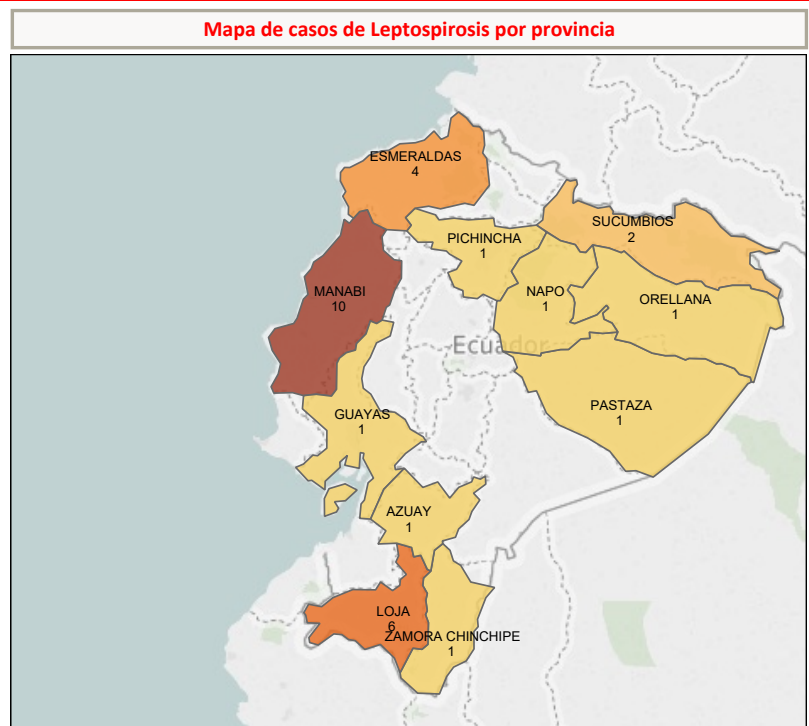 Mapa de casos de Leptospirosis por provincia
ESMERALDAS
4
SUCUMBIOS
2
PICHINCHA
1
MANABI
10
NAPO
1
ORELLANA
1
Ecuador
PASTAZA
1
GUAYAS
1
AZUAY
1
LOJA
6
ZAMORA CHINCHIPE
1